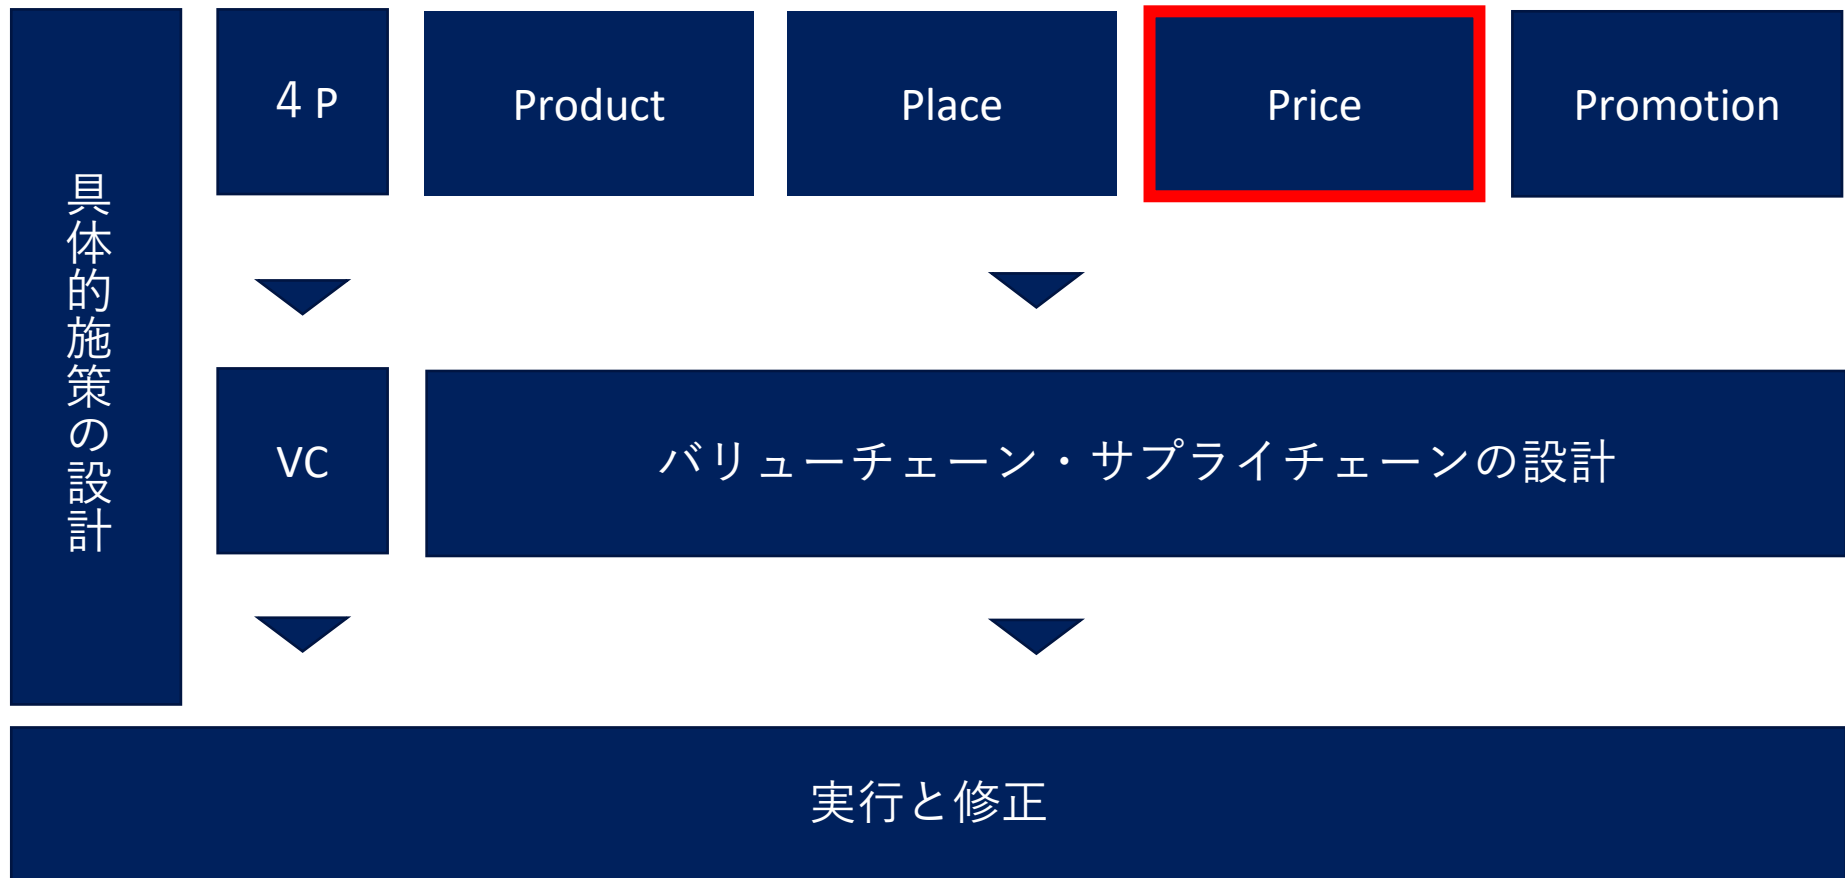 具体的施策の設計
4 P
Product
Place
Price
Promotion
VC
バリューチェーン・サプライチェーンの設計
実行と修正